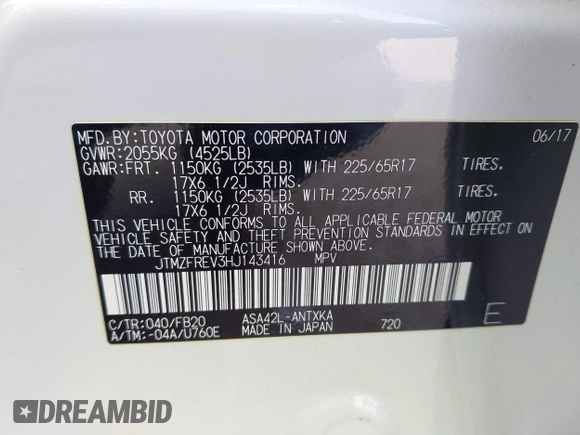 MFD. BY:TOYOTA MOTOR CORPORATION 06/17
GVWR:2055KG (4525LB)
GAWR:FRT. 1150KG (2535LB) WITH 225/65R17 TIRES.
17X6 1/2J RIMS.
RR. 1150KG (2535LB) WITH 225/65R17 TIRES.
17X6 1/2J RIMS.
THIS VEHICLE CONFORMS TO ALL APPLICABLE FEDERAL MOTOR
VEHICLE SAFETY AND THEFT PREVENTION STANDARDS IN EFFECT ON
THE DATE OF MANUFACTURE SHOWN ABOVE.
JTMZFREV3HJ143416 MPV
C/TR:040/FB20 ASA42L-ANTXKA 720 E
A/TM:-04A/U760E MADE IN JAPAN
DREAMBID